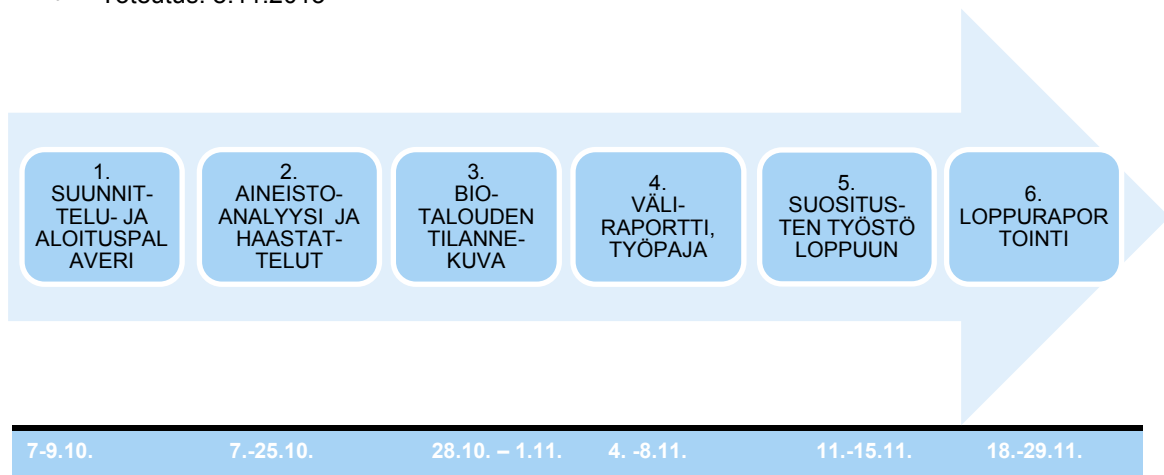 1.
SUUNNIT-
TELU- JA
ALOITUSPAL
AVERI
2.
AINEISTO-
ANALYYSI JA
HAASTAT-
TELUT
3.
BIO-
TALOUDEN
TILANNE-
KUVA
4.
VÄLI-
RAPORTTI,
TYÖPAJA
5.
SUOSITUS-
TEN TYÖSTÖ
LOPPUUN
6.
LOPPURAPOR
TOINTI
7-9.10. 7.-25.10. 28.10. – 1.11. 4. -8.11. 11.-15.11. 18.-29.11.